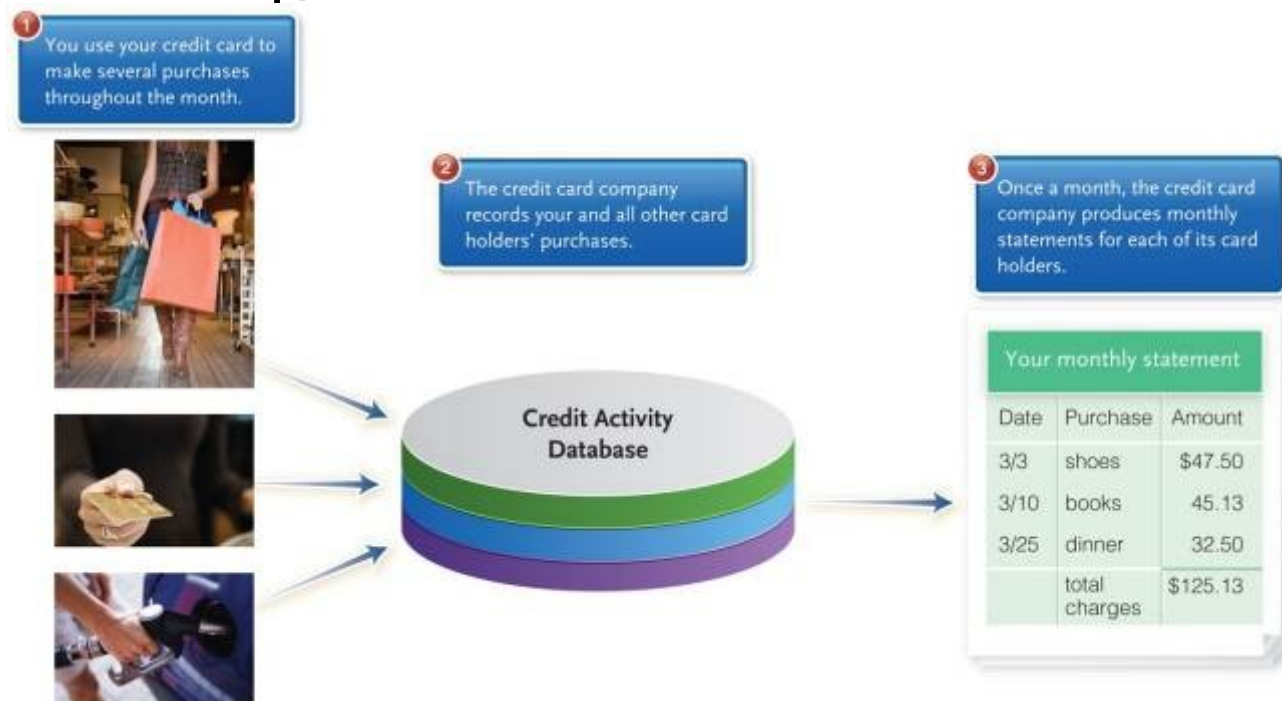 1
You use your credit card to
make several purchases
throughout the month.
2
The credit card company
records your and all other card
holders' purchases.
3
Once a month, the credit card
company produces monthly
statements for each of its card
holders.
Credit Activity
Database
Your monthly statement
Date Purchase Amount
3/3 shoes $47.50
3/10 books 45.13
3/25 dinner 32.50
total $125.13
charges